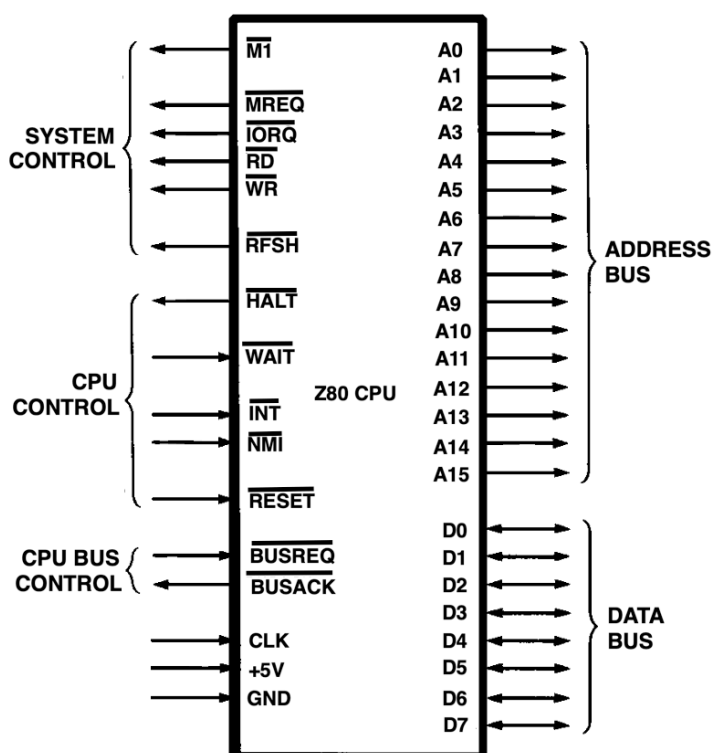 SYSTEM
CONTROL
CPU
CONTROL
CPU BUS
CONTROL
M1
MREQ
IORQ
RD
WR
RFSH
HALT
WAIT
INT
NMI
RESET
BUSREQ
BUSACK
CLK
+5V
GND
Z80 CPU
A0
A1
A2
A3
A4
A5
A6
A7
A8
A9
A10
A11
A12
A13
A14
A15
D0
D1
D2
D3
D4
D5
D6
D7
ADDRESS
BUS
DATA
BUS